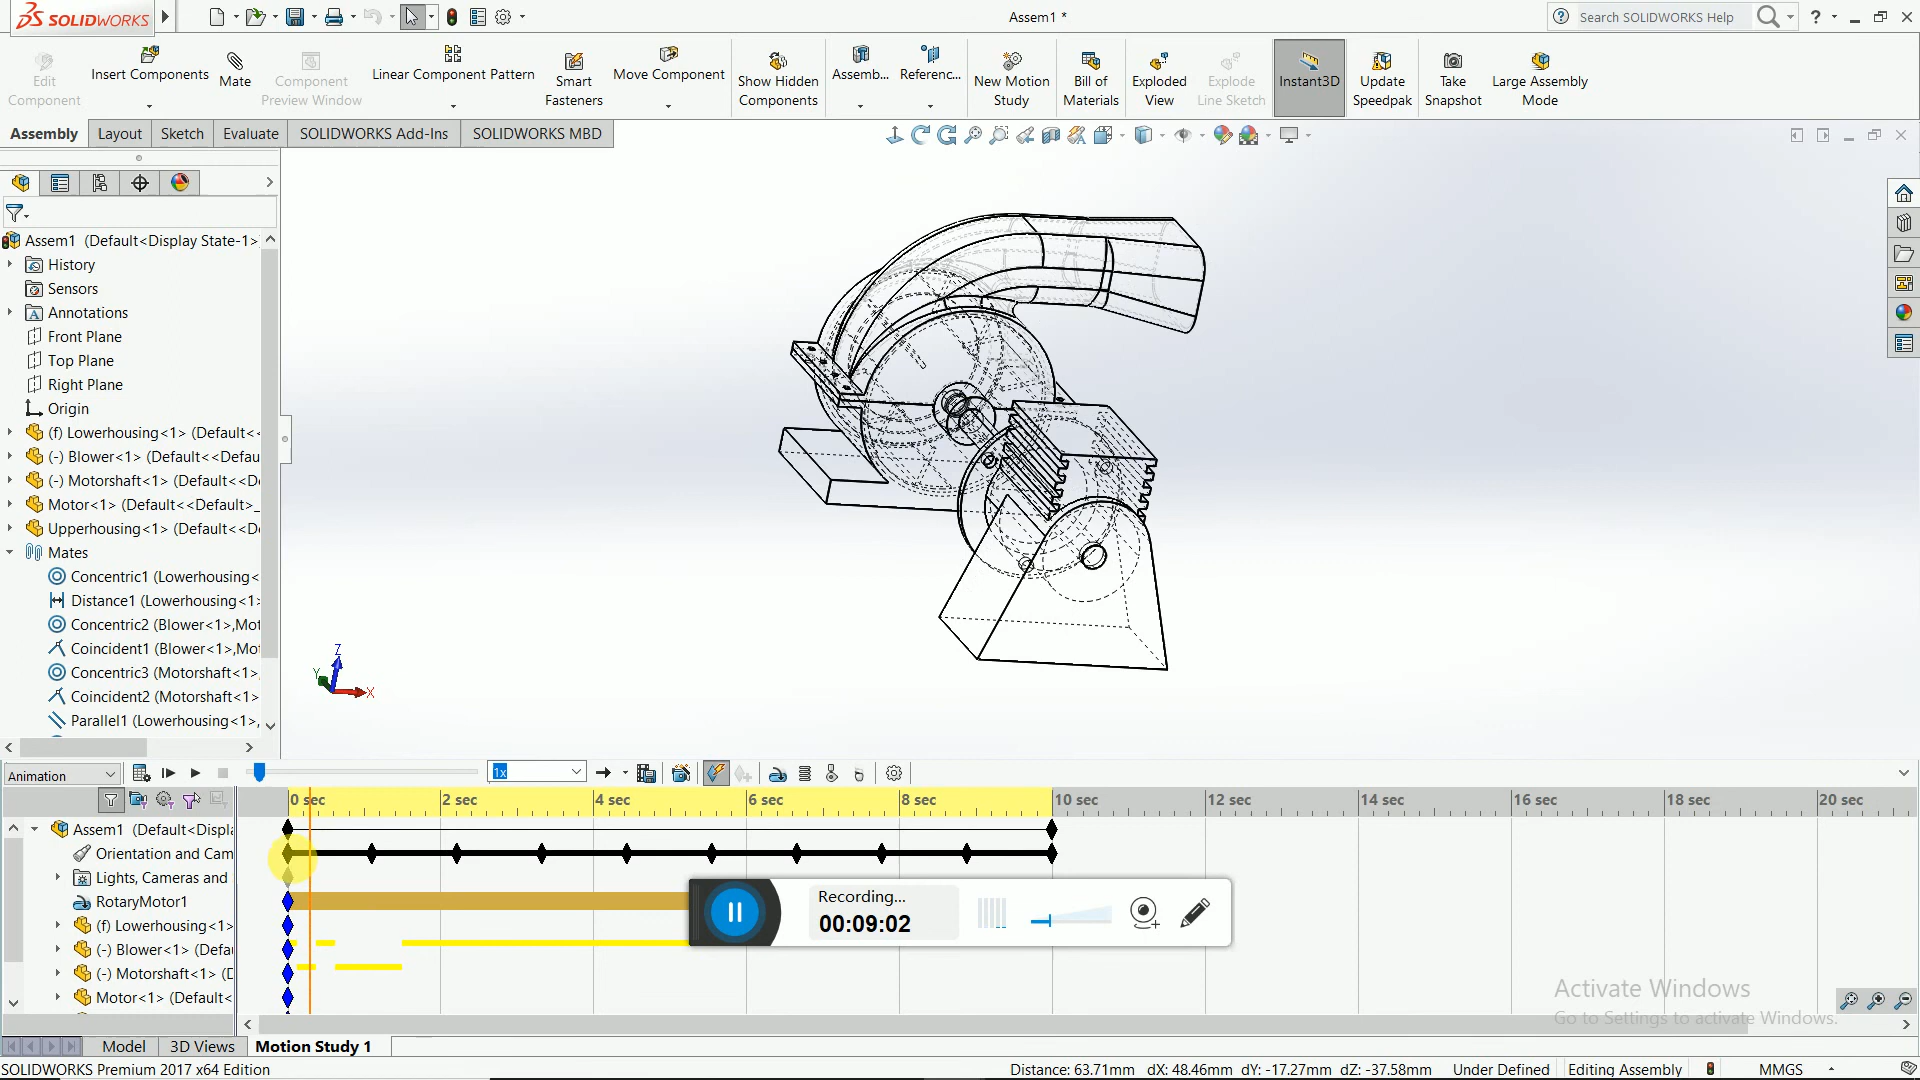 SOLIDWORKS
Assem1 *
Search SOLIDWORKS Help
Edit Component
Insert Components
Mate
Component Preview Window
Linear Component Pattern
Smart Fasteners
Move Component
Show Hidden Components
Assemb...
Referenc...
New Motion Study
Bill of Materials
Exploded View
Explode Line Sketch
Instant3D
Update Speedpak
Take Snapshot
Large Assembly Mode
Assembly
Layout
Sketch
Evaluate
SOLIDWORKS Add-Ins
SOLIDWORKS MBD
Assem1 (Default<Display State-1>
History
Sensors
Annotations
Front Plane
Top Plane
Right Plane
Origin
(f) Lowerhousing<1> (Default<<
(-) Blower<1> (Default<<Defau
(-) Motorshaft<1> (Default<<D
Motor<1> (Default<<Default>_
Upperhousing<1> (Default<<D
Mates
Concentric1 (Lowerhousing<
Distance1 (Lowerhousing<1>
Concentric2 (Blower<1>,Mot
Coincident1 (Blower<1>,Mot
Concentric3 (Motorshaft<1>,
Coincident2 (Motorshaft<1>
Parallel1 (Lowerhousing<1>,
Z
Y
X
Animation
1x
0 sec
2 sec
4 sec
6 sec
8 sec
10 sec
12 sec
14 sec
16 sec
18 sec
20 sec
Assem1 (Default<Displa
Orientation and Cam
Lights, Cameras and
RotaryMotor1
(f) Lowerhousing<1>
(-) Blower<1> (Defau
(-) Motorshaft<1> (D
Motor<1> (Default<
Recording...
00:09:02
Activate Windows
Go to Settings to activate Windows.
Model
3D Views
Motion Study 1
SOLIDWORKS Premium 2017 x64 Edition
Distance: 63.71mm dX: 48.46mm dY: -17.27mm dZ: -37.58mm
Under Defined
Editing Assembly
MMGS